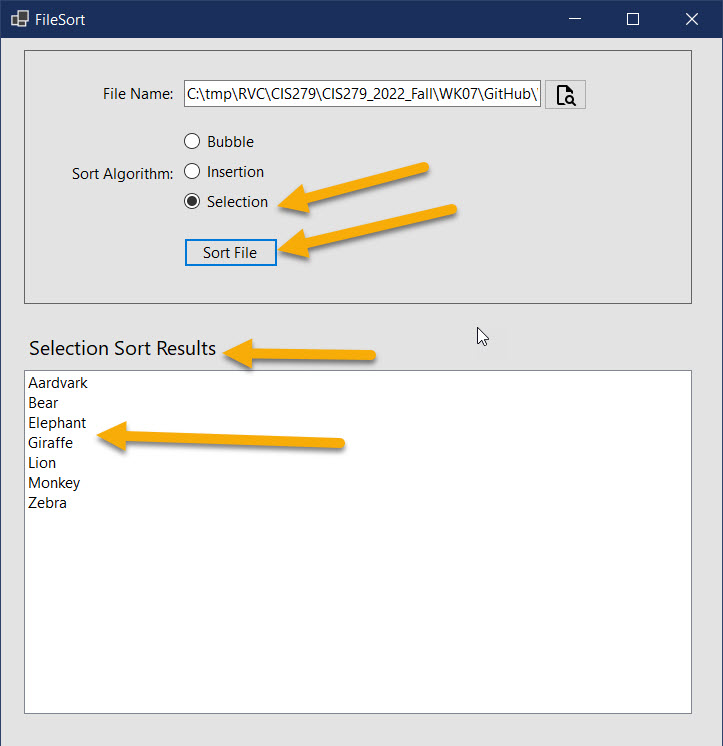 FileSort
File Name: C:\tmp\RVC\CIS279\CIS279_2022_Fall\WK07\GitHub\
Bubble
Sort Algorithm: Insertion
Selection
Sort File
Selection Sort Results
Aardvark
Bear
Elephant
Giraffe
Lion
Monkey
Zebra